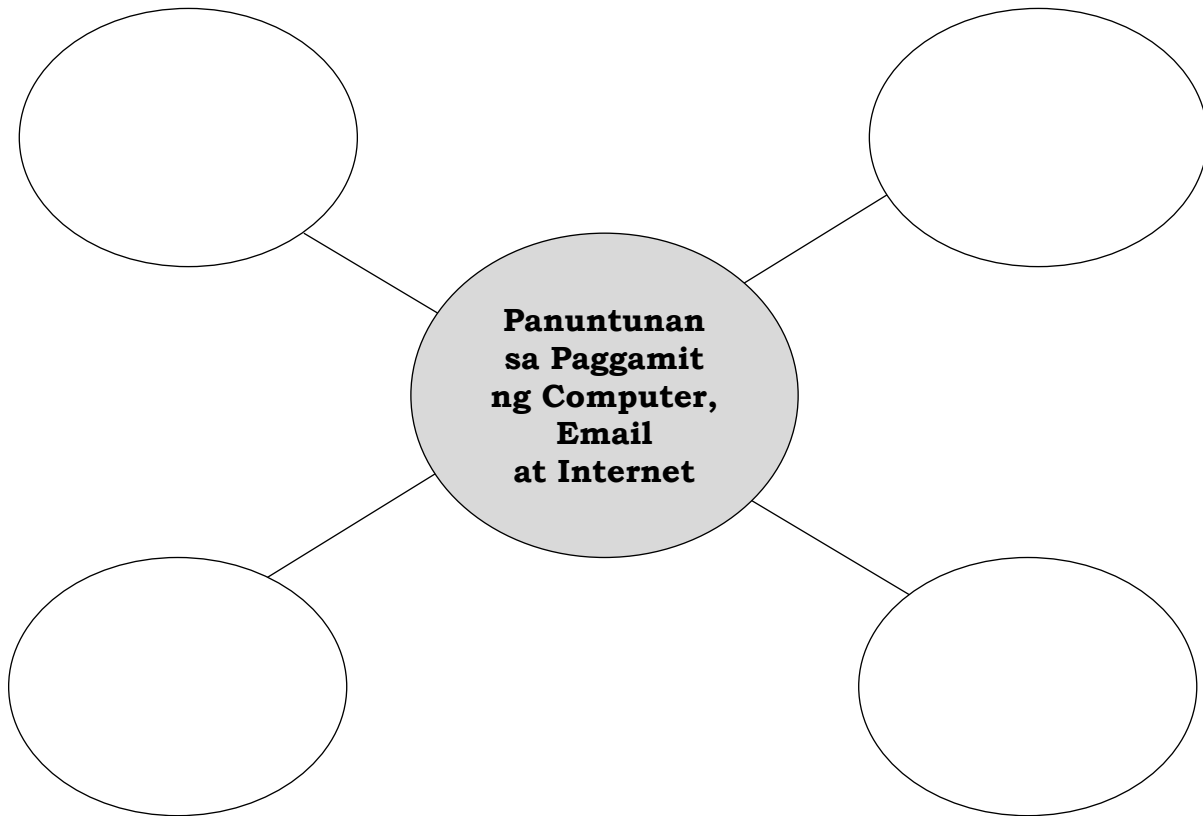 Panuntunan
sa Paggamit
ng Computer,
Email
at Internet